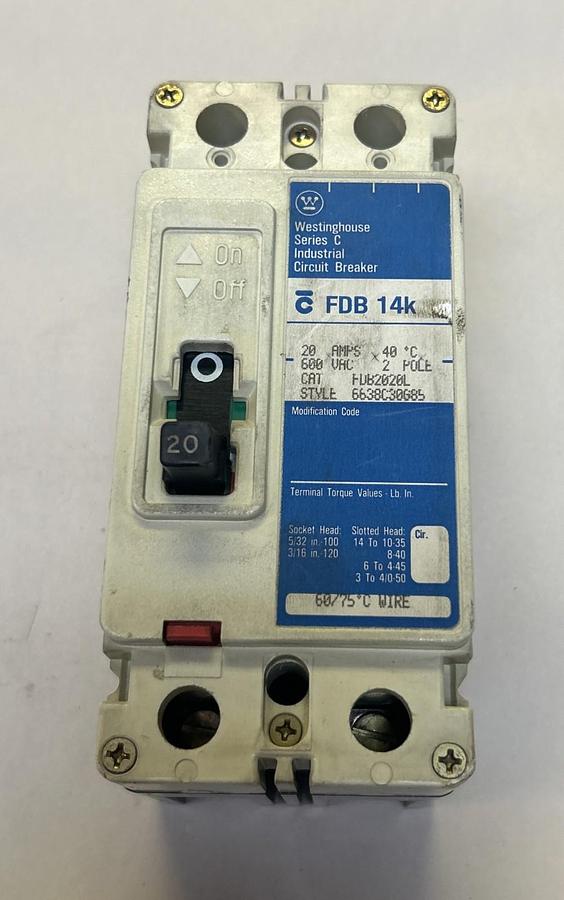 On
Off
O
20
W
Westinghouse
Series C
Industrial
Circuit Breaker
C FDB 14k
20 AMPS 40 °C
600 VAC 2 POLE
CAT FDB2020L
STYLE 6638C30G85
Modification Code
Terminal Torque Values - Lb. In.
Socket Head: Slotted Head:
5/32 in.-100 14 To 10-35
3/16 in.-120 8-40
6 To 4-45
3 To 4/0-50
Cir.
60/75°C WIRE